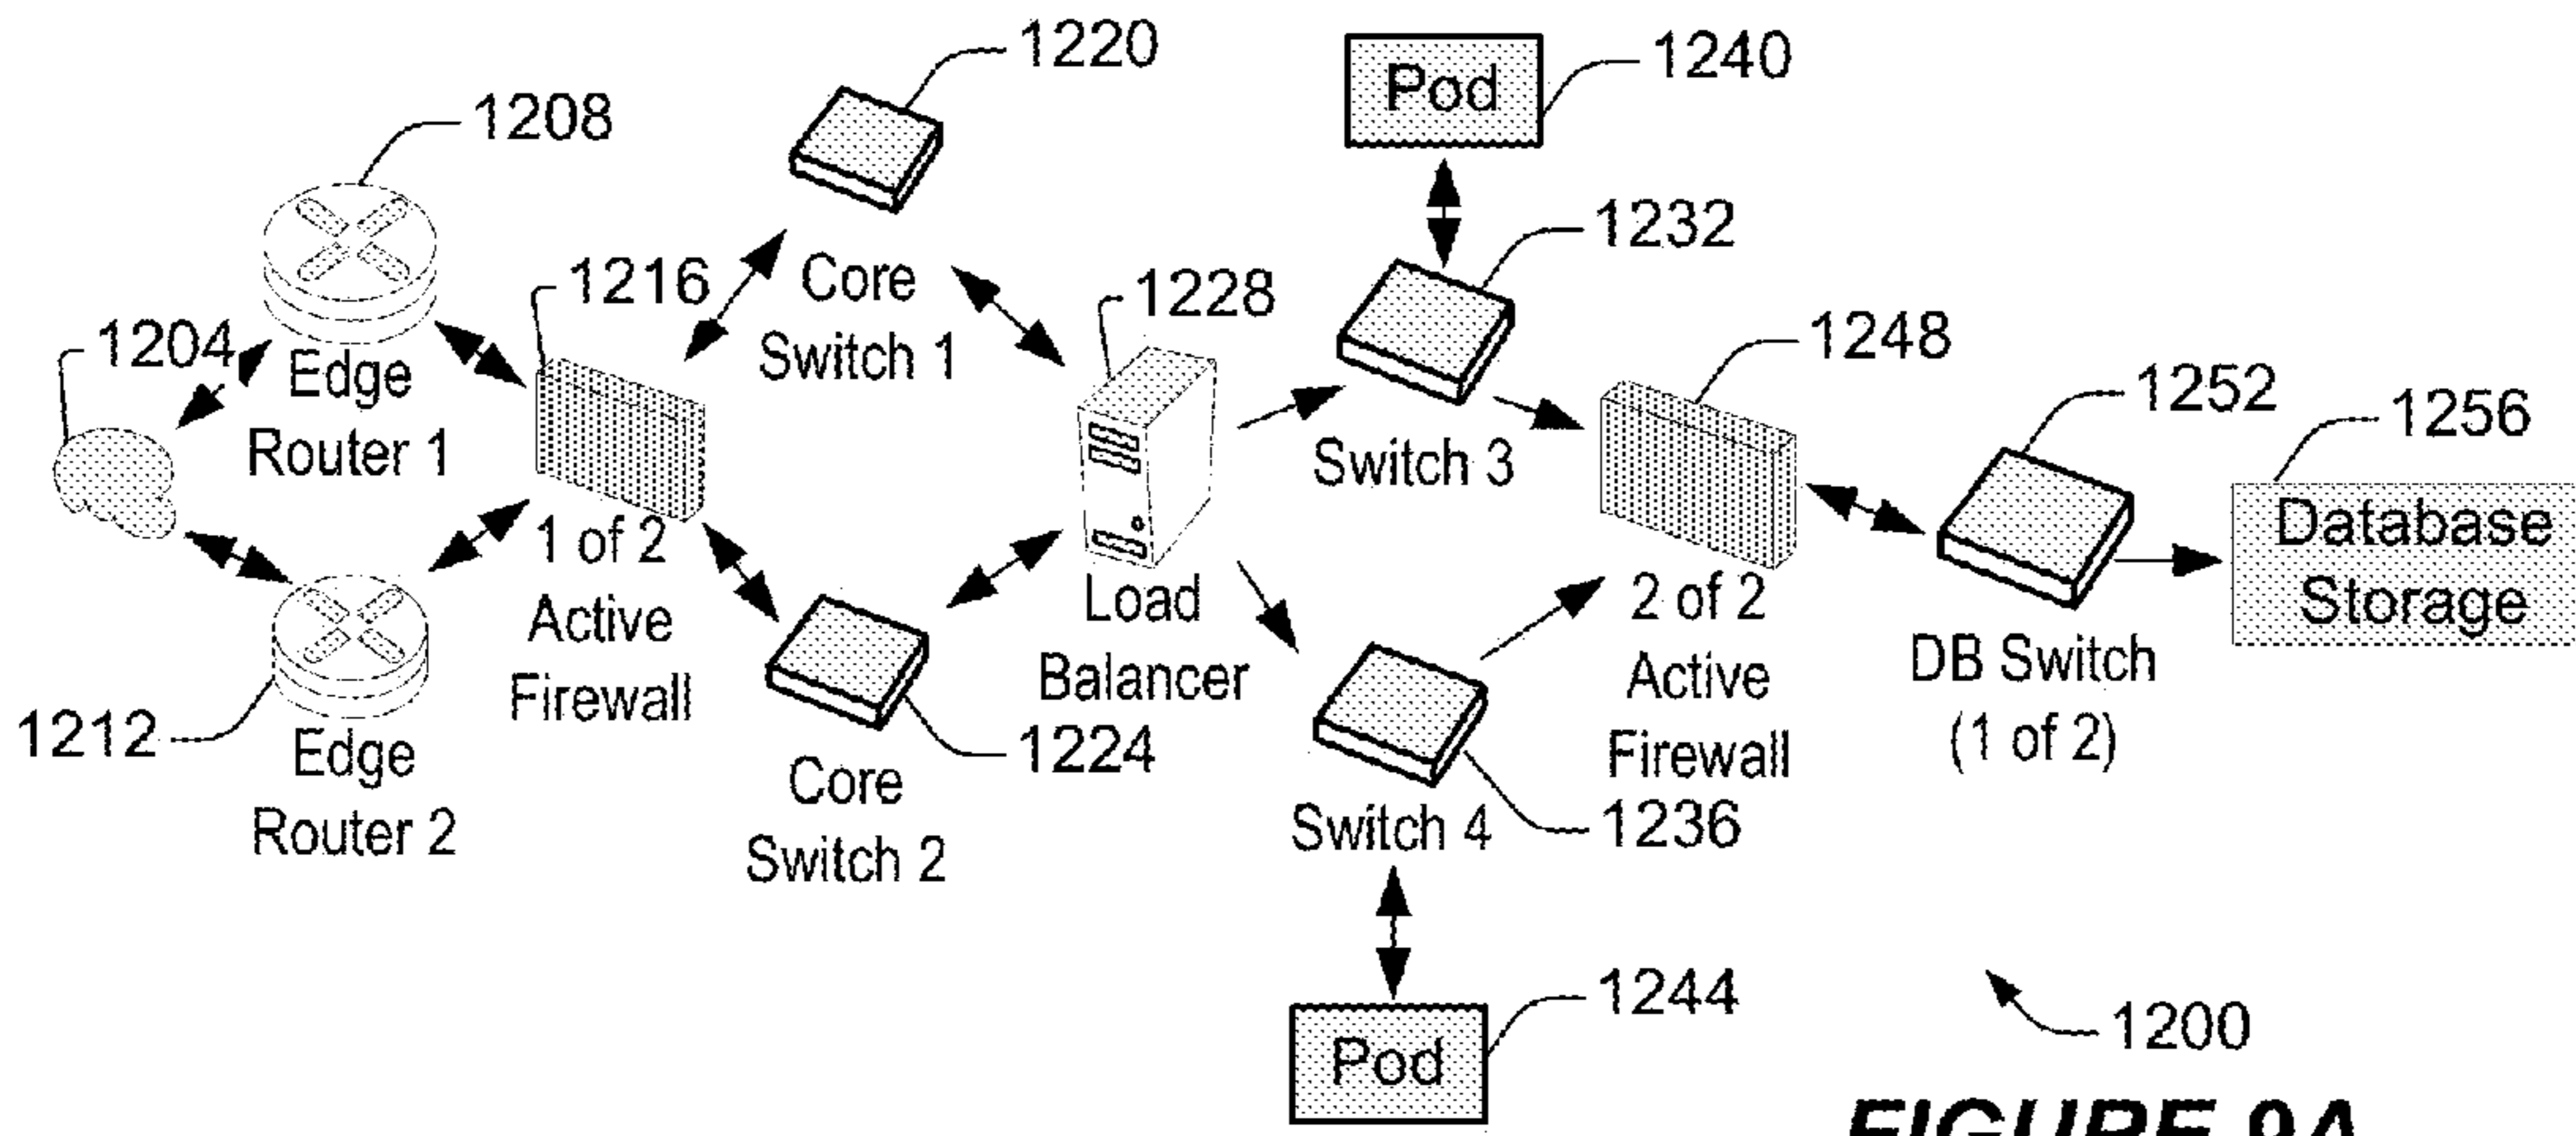 1220
1240
1208
1232
1216
Core
Switch 1
1228
1248
1204
Edge
Router 1
Pod
Switch 3
1252
1256
1 of 2
Active
Firewall
Load
Balancer
2 of 2
Active
Firewall
DB Switch
(1 of 2)
Database
Storage
1212
Edge
Router 2
1224
Core
Switch 2
Switch 4
1236
1244
Pod
1200
FIGURE 9A